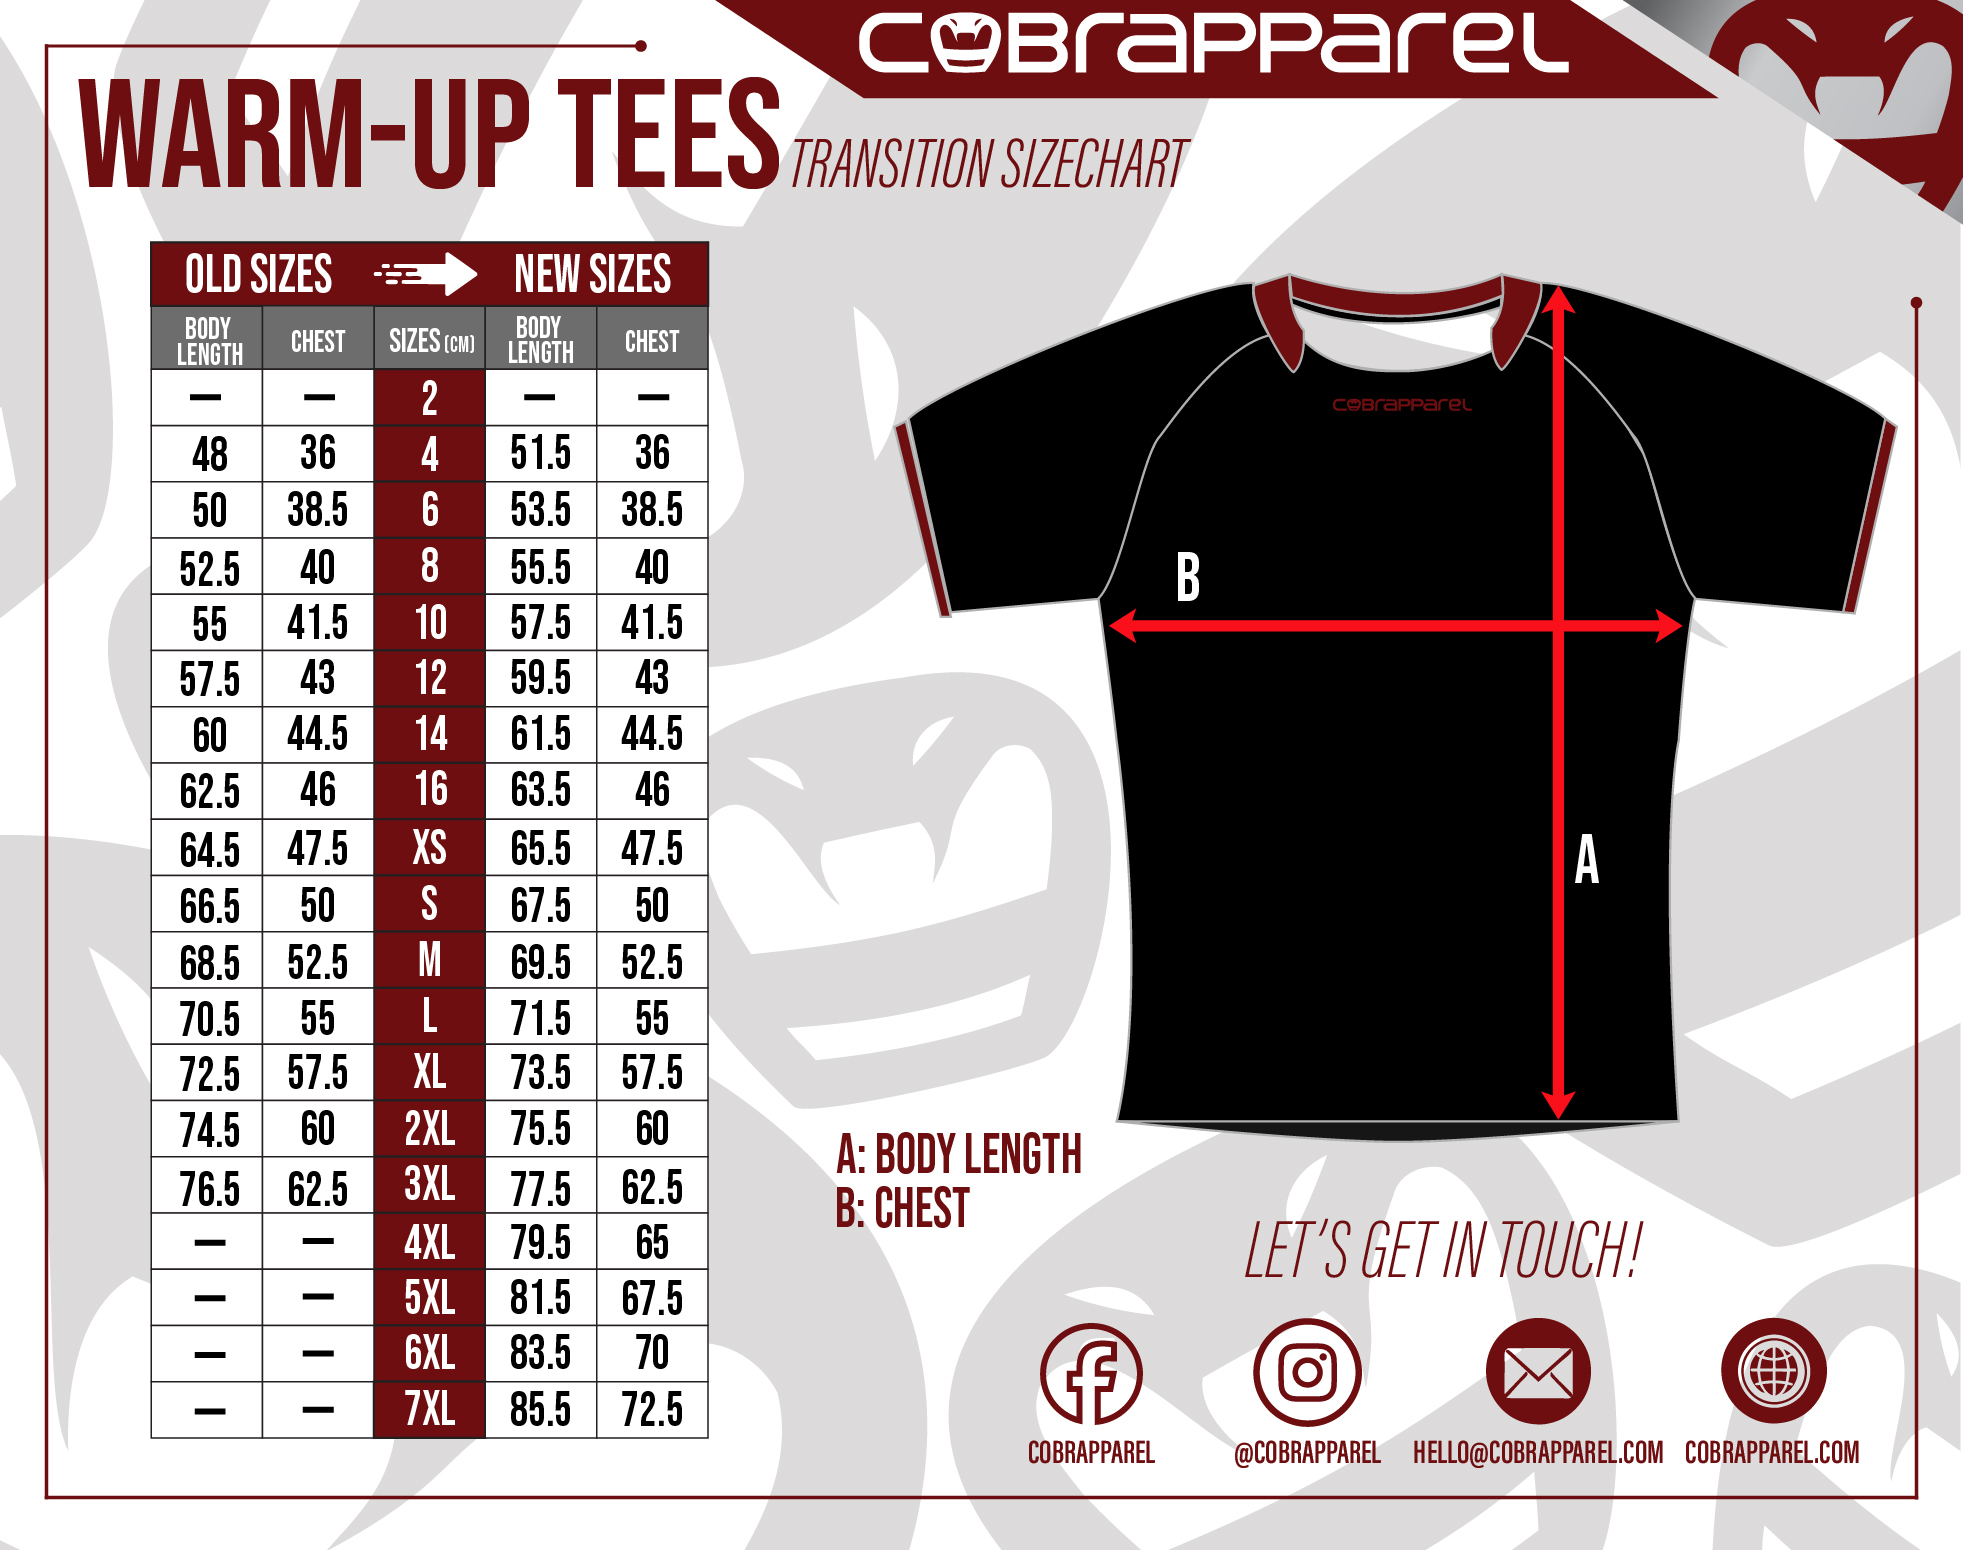 COBRAPPAREL
WARM-UP TEES TRANSITION SIZECHART
OLD SIZES NEW SIZES
BODY LENGTH CHEST SIZES (CM) BODY LENGTH CHEST
— — 2 — —
48 36 4 51.5 36
50 38.5 6 53.5 38.5
52.5 40 8 55.5 40
55 41.5 10 57.5 41.5
57.5 43 12 59.5 43
60 44.5 14 61.5 44.5
62.5 46 16 63.5 46
64.5 47.5 XS 65.5 47.5
66.5 50 S 67.5 50
68.5 52.5 M 69.5 52.5
70.5 55 L 71.5 55
72.5 57.5 XL 73.5 57.5
74.5 60 2XL 75.5 60
76.5 62.5 3XL 77.5 62.5
— — 4XL 79.5 65
— — 5XL 81.5 67.5
— — 6XL 83.5 70
— — 7XL 85.5 72.5
COBRAPPAREL
B
A
A: BODY LENGTH
B: CHEST
LET'S GET IN TOUCH!
COBRAPPAREL @COBRAPPAREL HELLO@COBRAPPAREL.COM COBRAPPAREL.COM